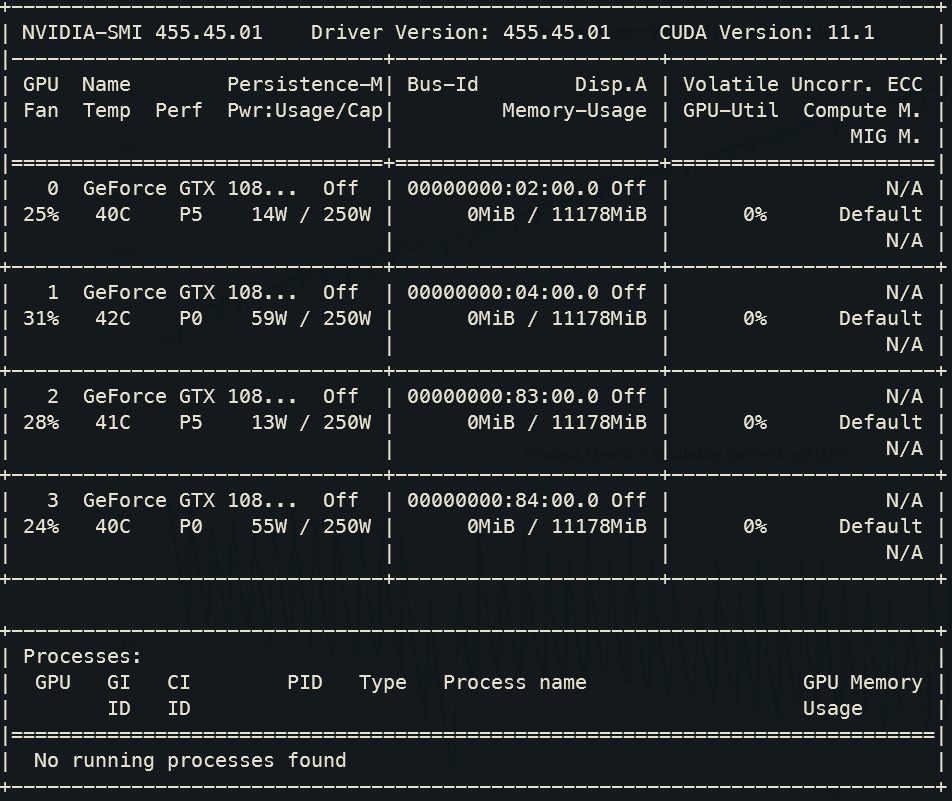 NVIDIA-SMI 455.45.01    Driver Version: 455.45.01    CUDA Version: 11.1
GPU  Name        Persistence-M| Bus-Id        Disp.A | Volatile Uncorr. ECC
Fan  Temp  Perf  Pwr:Usage/Cap|         Memory-Usage | GPU-Util  Compute M.
MIG M.
0  GeForce GTX 108...  Off  | 00000000:02:00.0 Off |                  N/A
25%   40C    P5    14W / 250W |      0MiB / 11178MiB |      0%      Default
N/A
1  GeForce GTX 108...  Off  | 00000000:04:00.0 Off |                  N/A
31%   42C    P0    59W / 250W |      0MiB / 11178MiB |      0%      Default
N/A
2  GeForce GTX 108...  Off  | 00000000:83:00.0 Off |                  N/A
28%   41C    P5    13W / 250W |      0MiB / 11178MiB |      0%      Default
N/A
3  GeForce GTX 108...  Off  | 00000000:84:00.0 Off |                  N/A
24%   40C    P0    55W / 250W |      0MiB / 11178MiB |      0%      Default
N/A
Processes:
GPU   GI   CI        PID   Type   Process name                  GPU Memory
ID   ID                                                   Usage
No running processes found